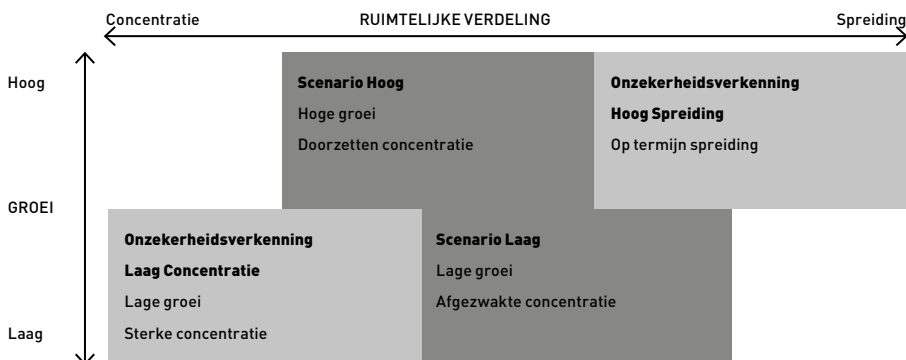 Concentratie RUIMTELIJKE VERDELING Spreiding
Hoog
GROEI
Laag
Scenario Hoog
Hoge groei
Doorzetten concentratie
Onzekerheidsverkenning
Hoog Spreiding
Op termijn spreiding
Onzekerheidsverkenning
Laag Concentratie
Lage groei
Sterke concentratie
Scenario Laag
Lage groei
Afgezwakte concentratie